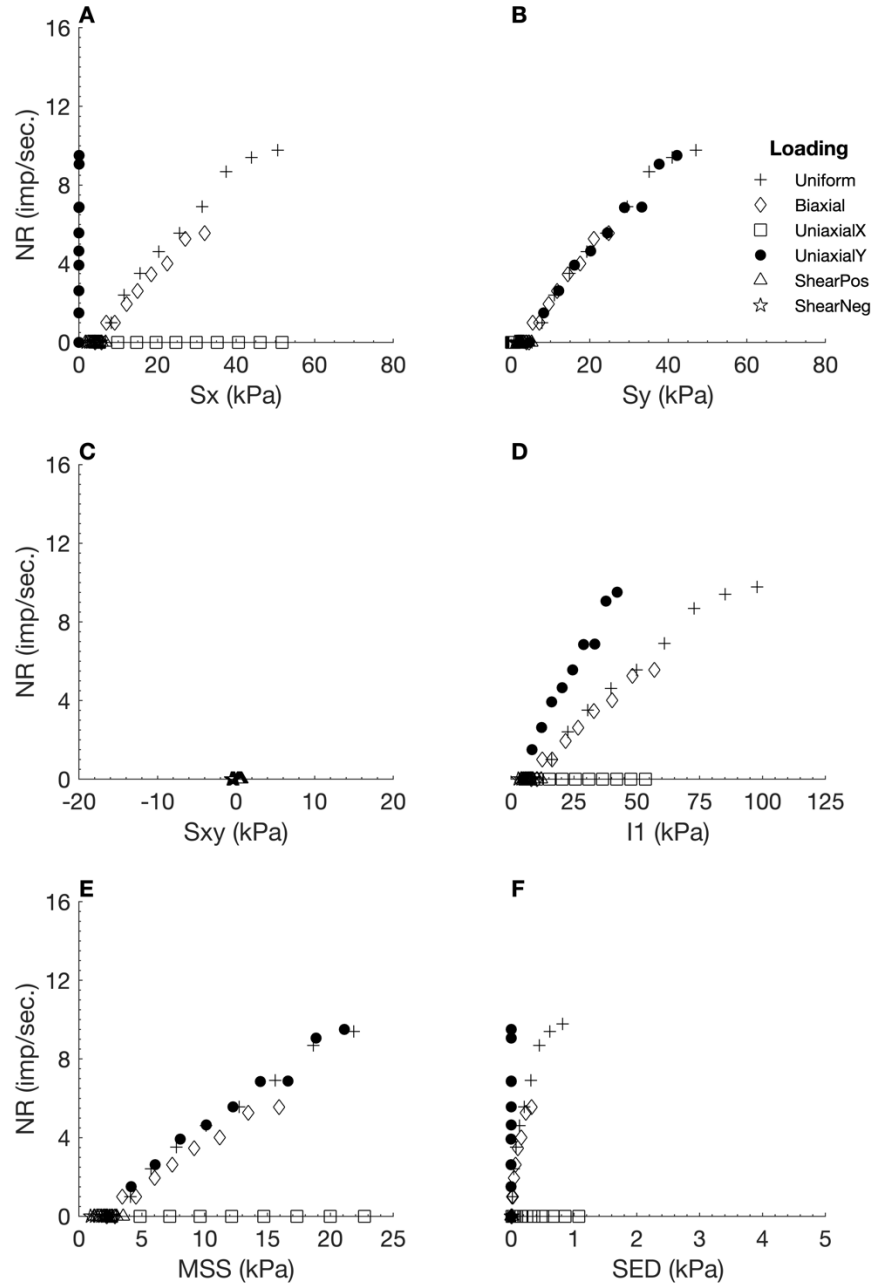 A
B
16
12
8
4
0
NR (imp/sec.)
0 20 40 60 80
Sx (kPa)
0 20 40 60 80
Sy (kPa)
Loading
Uniform
Biaxial
UniaxialX
UniaxialY
ShearPos
ShearNeg
C
D
16
12
8
4
0
NR (imp/sec.)
-20 -10 0 10 20
Sxy (kPa)
0 25 50 75 100 125
I1 (kPa)
E
F
16
12
8
4
0
NR (imp/sec.)
0 5 10 15 20 25
MSS (kPa)
0 1 2 3 4 5
SED (kPa)